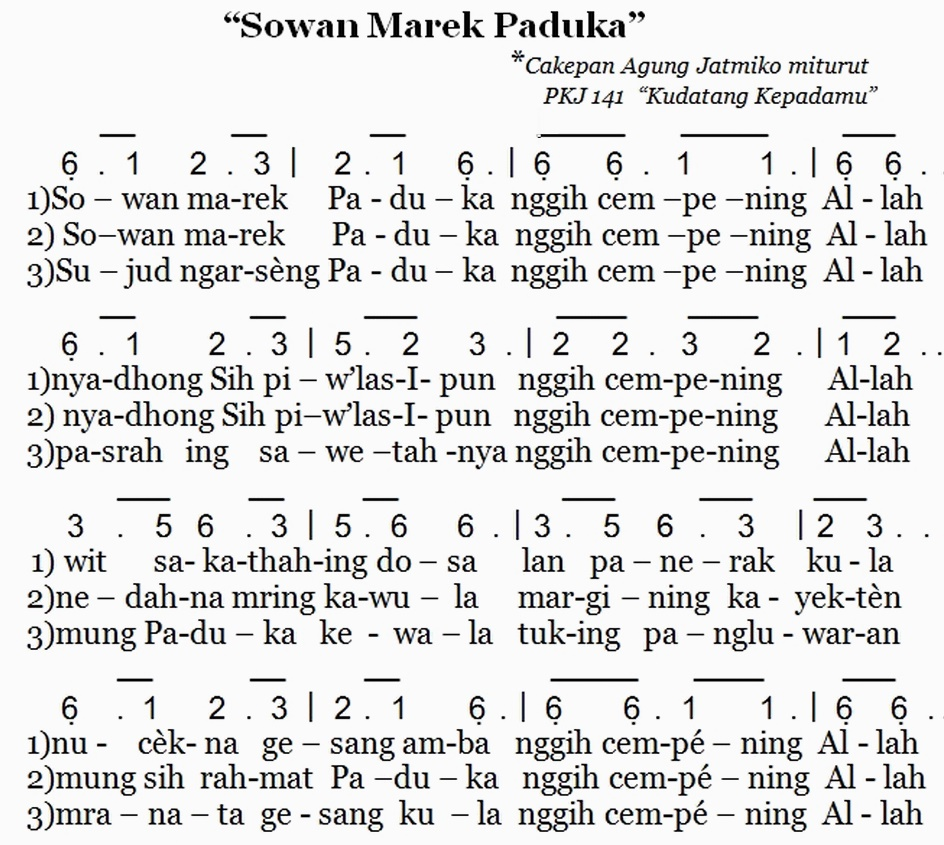 “Sowan Marek Paduka”
*Cakepan Agung Jatmiko miturut
PKJ 141 “Kudatang Kepadamu”
6̣ . 1 2 . 3 | 2 . 1 6̣ . | 6̣ 6̣ . 1 1 . | 6̣ 6̣ .
1)So – wan ma-rek Pa - du – ka nggih cem –pe –ning Al - lah
2) So–wan ma-rek Pa - du – ka nggih cem –pe –ning Al - lah
3)Su – jud ngar-sèng Pa - du – ka nggih cem –pe –ning Al - lah
6̣ . 1 2 . 3 | 5 . 2 3 . | 2 2 . 3 2 . | 1 2 . .
1)nya-dhong Sih pi – w’las-I- pun nggih cem-pe-ning Al-lah
2) nya-dhong Sih pi–w’las-I- pun nggih cem-pe-ning Al-lah
3)pa-srah ing sa – we –tah -nya nggih cem-pe-ning Al-lah
3 . 5 6 . 3 | 5 . 6 6 . | 3 . 5 6 . 3 | 2 3 . .
1) wit sa- ka-thah-ing do – sa lan pa – ne – rak ku - la
2)ne – dah-na mring ka-wu – la mar-gi – ning ka - yek-tèn
3)mung Pa-du – ka ke - wa – la tuk-ing pa – nglu - war-an
6̣ . 1 2 . 3 | 2 . 1 6̣ . | 6̣ 6̣ . 1 1 . | 6̣ 6̣ .
1)nu - cèk- na ge – sang am-ba nggih cem-pé – ning Al - lah
2)mung sih rah-mat Pa –du – ka nggih cem-pé – ning Al - lah
3)mra – na – ta ge - sang ku – la nggih cem-pé – ning Al - lah